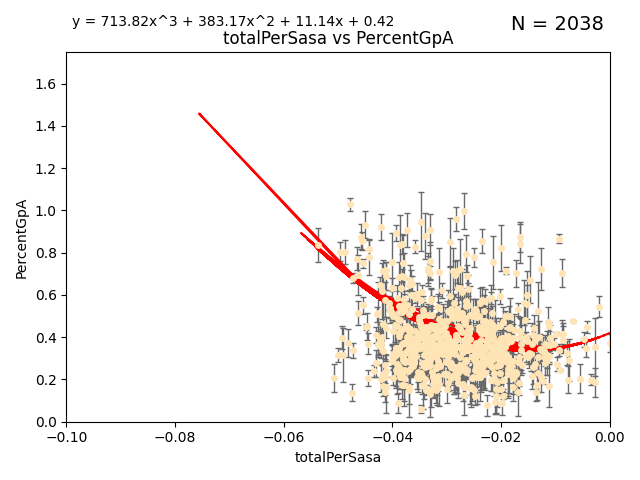 y = 713.82x^3 + 383.17x^2 + 11.14x + 0.42
N = 2038
totalPerSasa vs PercentGpA
1.6
1.4
1.2
1.0
0.8
0.6
0.4
0.2
0.0
PercentGpA
−0.10 −0.08 −0.06 −0.04 −0.02 0.00
totalPerSasa